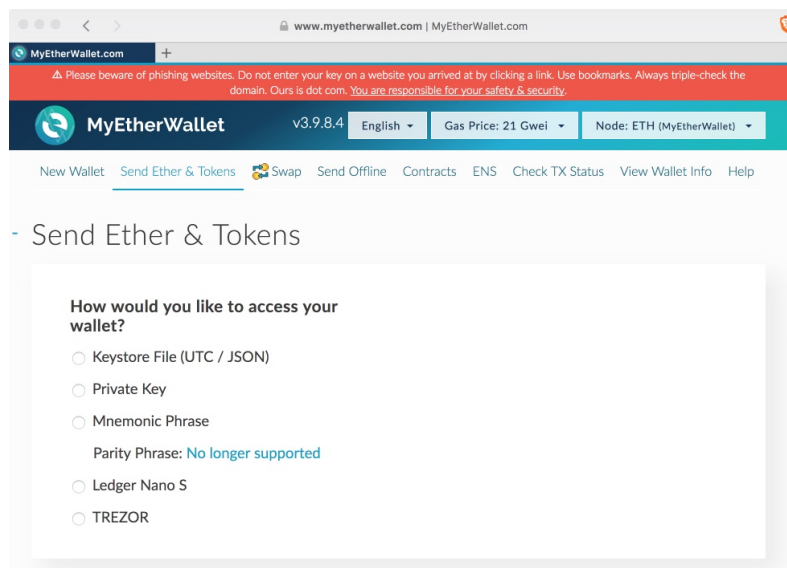 www.myetherwallet.com | MyEtherWallet.com
MyEtherWallet.com
⚠ Please beware of phishing websites. Do not enter your key on a website you arrived at by clicking a link. Use bookmarks. Always triple-check the
domain. Ours is dot com. You are responsible for your safety & security.
MyEtherWallet v3.9.8.4 English Gas Price: 21 Gwei Node: ETH (MyEtherWallet)
New Wallet Send Ether & Tokens Swap Send Offline Contracts ENS Check TX Status View Wallet Info Help
- Send Ether & Tokens
How would you like to access your
wallet?
Keystore File (UTC / JSON)
Private Key
Mnemonic Phrase
Parity Phrase: No longer supported
Ledger Nano S
TREZOR